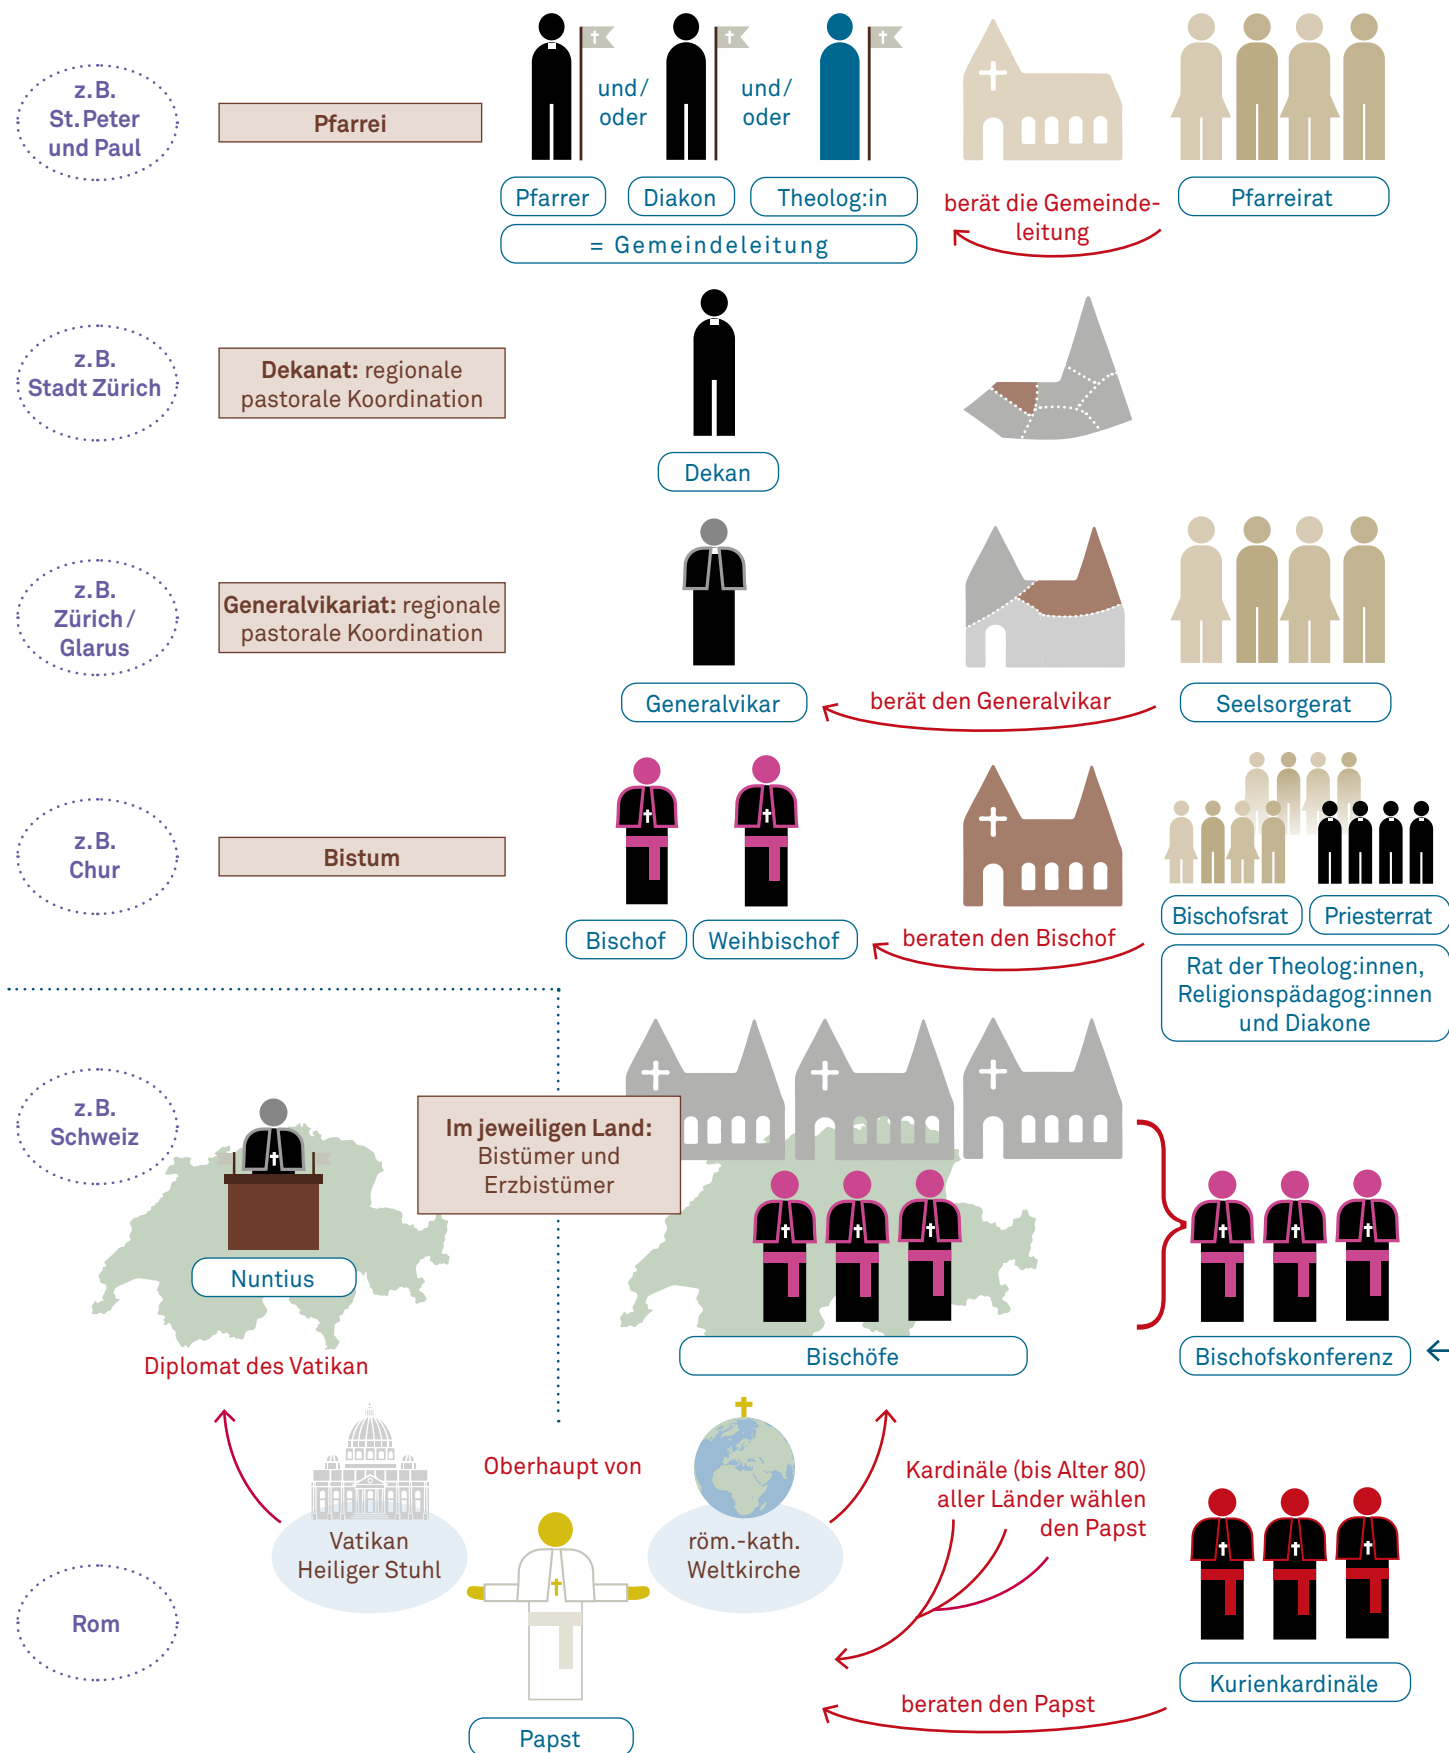 z.B.
St. Peter
und Paul
Pfarrei
und/
oder
und/
oder
Pfarrer
Diakon
Theolog:in
= Gemeindeleitung
berät die Gemeinde-
leitung
Pfarreirat
z.B.
Stadt Zürich
Dekanat: regionale
pastorale Koordination
Dekan
z.B.
Zürich /
Glarus
Generalvikariat: regionale
pastorale Koordination
Generalvikar
berät den Generalvikar
Seelsorgerat
z.B.
Chur
Bistum
Bischof
Weihbischof
beraten den Bischof
Bischofsrat
Priesterrat
Rat der Theolog:innen,
Religionspädagog:innen
und Diakone
z.B.
Schweiz
Im jeweiligen Land:
Bistümer und
Erzbistümer
Nuntius
Diplomat des Vatikan
Bischöfe
Bischofskonferenz
Oberhaupt von
Kardinäle (bis Alter 80)
aller Länder wählen
den Papst
Vatikan
Heiliger Stuhl
röm.-kath.
Weltkirche
Rom
Papst
beraten den Papst
Kurienkardinäle